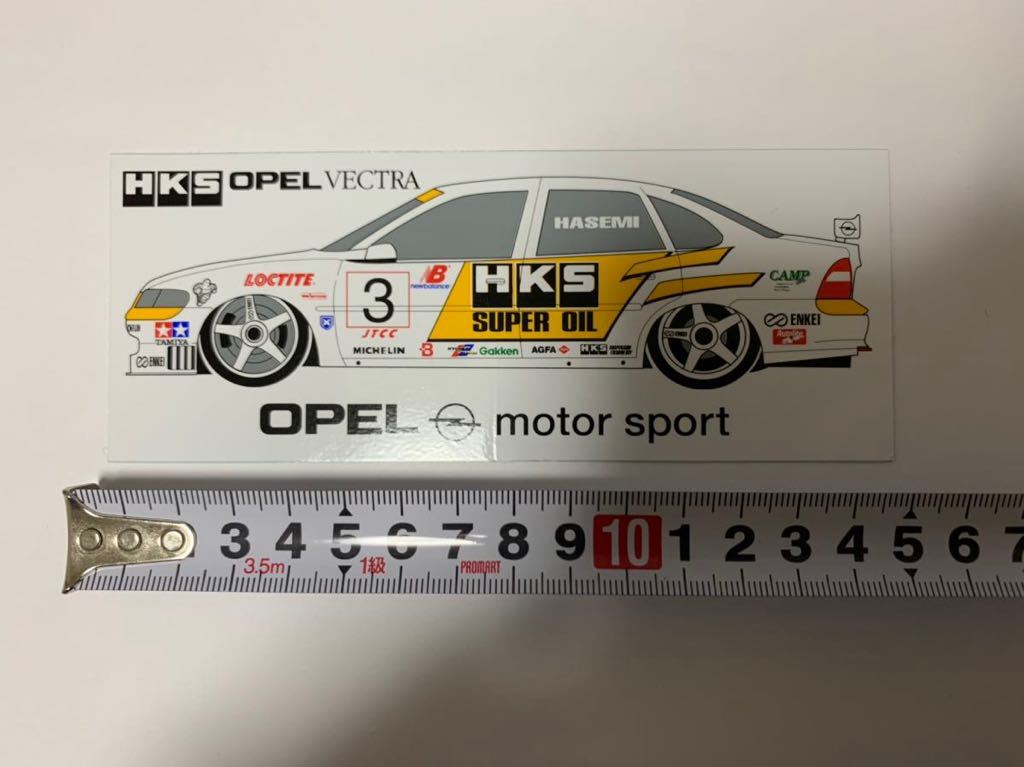 HKS OPEL VECTRA
HASEMI
LOCTITE
3
JTCC
new balance
HKS
SUPER OIL
CAMP
ENKEI
TAMIYA
ENKEI
MICHELIN
B
Gakken
AGFA
HKS
OPEL motor sport
3 4 5 6 7 8 9 10 1 2 3 4 5 6 7
3.5m 1級 PROMART